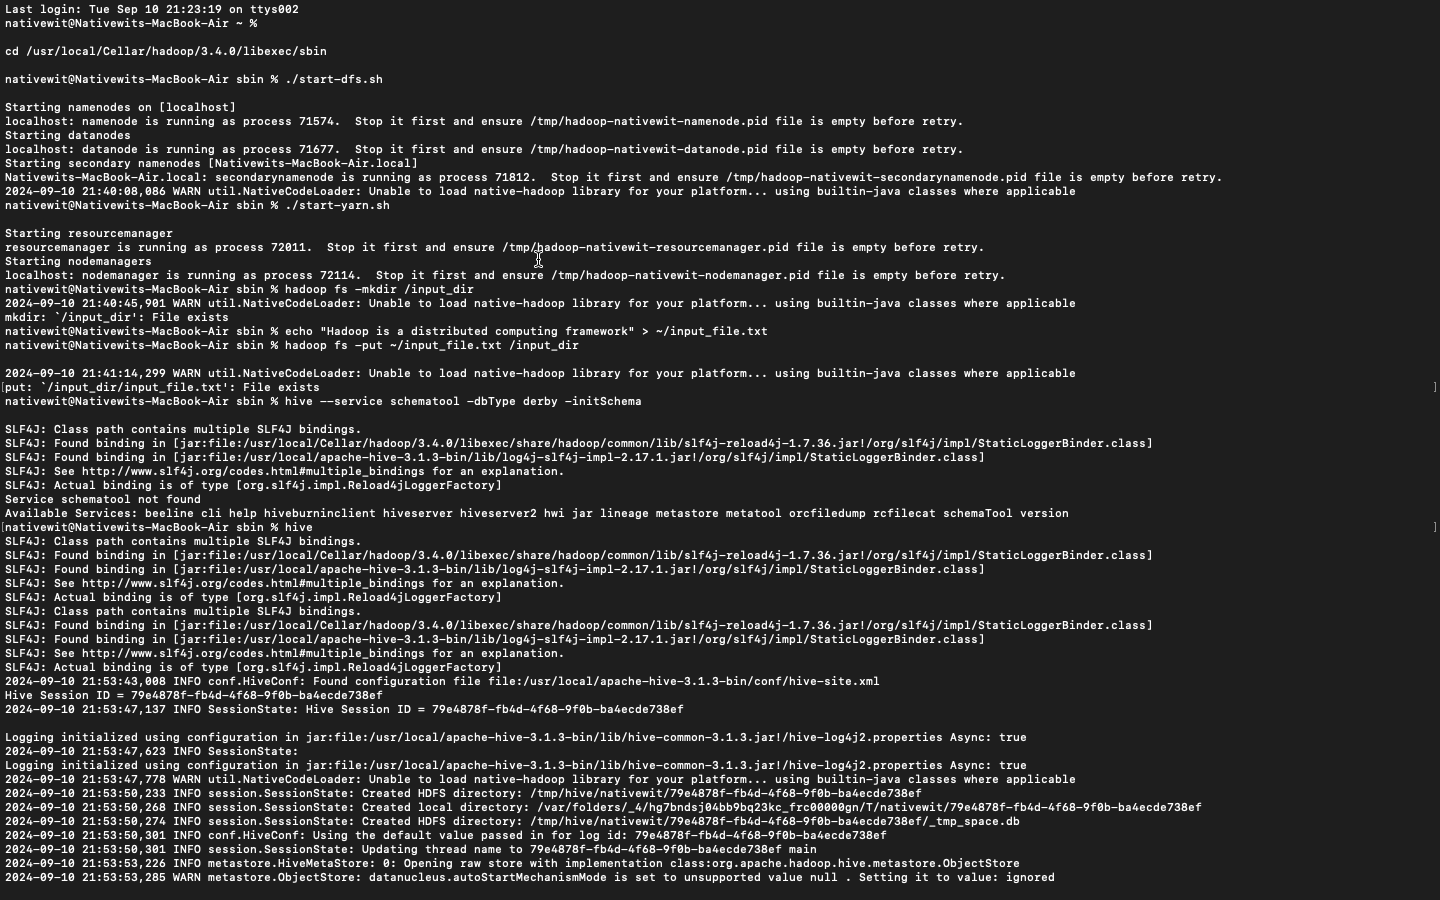 Last login: Tue Sep 10 21:23:19 on ttys002
nativewit@Nativewits-MacBook-Air ~ %
cd /usr/local/Cellar/hadoop/3.4.0/libexec/sbin
nativewit@Nativewits-MacBook-Air sbin % ./start-dfs.sh
Starting namenodes on [localhost]
localhost: namenode is running as process 71574.  Stop it first and ensure /tmp/hadoop-nativewit-namenode.pid file is empty before retry.
Starting datanodes
localhost: datanode is running as process 71677.  Stop it first and ensure /tmp/hadoop-nativewit-datanode.pid file is empty before retry.
Starting secondary namenodes [Nativewits-MacBook-Air.local]
Nativewits-MacBook-Air.local: secondarynamenode is running as process 71812.  Stop it first and ensure /tmp/hadoop-nativewit-secondarynamenode.pid file is empty before retry.
2024-09-10 21:40:08,086 WARN util.NativeCodeLoader: Unable to load native-hadoop library for your platform... using builtin-java classes where applicable
nativewit@Nativewits-MacBook-Air sbin % ./start-yarn.sh
Starting resourcemanager
resourcemanager is running as process 72011.  Stop it first and ensure /tmp/hadoop-nativewit-resourcemanager.pid file is empty before retry.
Starting nodemanagers
localhost: nodemanager is running as process 72114.  Stop it first and ensure /tmp/hadoop-nativewit-nodemanager.pid file is empty before retry.
nativewit@Nativewits-MacBook-Air sbin % hadoop fs -mkdir /input_dir
2024-09-10 21:40:45,901 WARN util.NativeCodeLoader: Unable to load native-hadoop library for your platform... using builtin-java classes where applicable
mkdir: `/input_dir': File exists
nativewit@Nativewits-MacBook-Air sbin % echo "Hadoop is a distributed computing framework" > ~/input_file.txt
nativewit@Nativewits-MacBook-Air sbin % hadoop fs -put ~/input_file.txt /input_dir
2024-09-10 21:41:14,299 WARN util.NativeCodeLoader: Unable to load native-hadoop library for your platform... using builtin-java classes where applicable
[put: `/input_dir/input_file.txt': File exists ]
nativewit@Nativewits-MacBook-Air sbin % hive --service schematool -dbType derby -initSchema
SLF4J: Class path contains multiple SLF4J bindings.
SLF4J: Found binding in [jar:file:/usr/local/Cellar/hadoop/3.4.0/libexec/share/hadoop/common/lib/slf4j-reload4j-1.7.36.jar!/org/slf4j/impl/StaticLoggerBinder.class]
SLF4J: Found binding in [jar:file:/usr/local/apache-hive-3.1.3-bin/lib/log4j-slf4j-impl-2.17.1.jar!/org/slf4j/impl/StaticLoggerBinder.class]
SLF4J: See http://www.slf4j.org/codes.html#multiple_bindings for an explanation.
SLF4J: Actual binding is of type [org.slf4j.impl.Reload4jLoggerFactory]
Service schematool not found
Available Services: beeline cli help hiveburninclient hiveserver hiveserver2 hwi jar lineage metastore metatool orcfiledump rcfilecat schemaTool version
[nativewit@Nativewits-MacBook-Air sbin % hive ]
SLF4J: Class path contains multiple SLF4J bindings.
SLF4J: Found binding in [jar:file:/usr/local/Cellar/hadoop/3.4.0/libexec/share/hadoop/common/lib/slf4j-reload4j-1.7.36.jar!/org/slf4j/impl/StaticLoggerBinder.class]
SLF4J: Found binding in [jar:file:/usr/local/apache-hive-3.1.3-bin/lib/log4j-slf4j-impl-2.17.1.jar!/org/slf4j/impl/StaticLoggerBinder.class]
SLF4J: See http://www.slf4j.org/codes.html#multiple_bindings for an explanation.
SLF4J: Actual binding is of type [org.slf4j.impl.Reload4jLoggerFactory]
SLF4J: Class path contains multiple SLF4J bindings.
SLF4J: Found binding in [jar:file:/usr/local/Cellar/hadoop/3.4.0/libexec/share/hadoop/common/lib/slf4j-reload4j-1.7.36.jar!/org/slf4j/impl/StaticLoggerBinder.class]
SLF4J: Found binding in [jar:file:/usr/local/apache-hive-3.1.3-bin/lib/log4j-slf4j-impl-2.17.1.jar!/org/slf4j/impl/StaticLoggerBinder.class]
SLF4J: See http://www.slf4j.org/codes.html#multiple_bindings for an explanation.
SLF4J: Actual binding is of type [org.slf4j.impl.Reload4jLoggerFactory]
2024-09-10 21:53:43,008 INFO conf.HiveConf: Found configuration file file:/usr/local/apache-hive-3.1.3-bin/conf/hive-site.xml
Hive Session ID = 79e4878f-fb4d-4f68-9f0b-ba4ecde738ef
2024-09-10 21:53:47,137 INFO SessionState: Hive Session ID = 79e4878f-fb4d-4f68-9f0b-ba4ecde738ef
Logging initialized using configuration in jar:file:/usr/local/apache-hive-3.1.3-bin/lib/hive-common-3.1.3.jar!/hive-log4j2.properties Async: true
2024-09-10 21:53:47,623 INFO SessionState:
Logging initialized using configuration in jar:file:/usr/local/apache-hive-3.1.3-bin/lib/hive-common-3.1.3.jar!/hive-log4j2.properties Async: true
2024-09-10 21:53:47,778 WARN util.NativeCodeLoader: Unable to load native-hadoop library for your platform... using builtin-java classes where applicable
2024-09-10 21:53:50,233 INFO session.SessionState: Created HDFS directory: /tmp/hive/nativewit/79e4878f-fb4d-4f68-9f0b-ba4ecde738ef
2024-09-10 21:53:50,268 INFO session.SessionState: Created local directory: /var/folders/_4/hg7bndsj04bb9bq23kc_frc00000gn/T/nativewit/79e4878f-fb4d-4f68-9f0b-ba4ecde738ef
2024-09-10 21:53:50,274 INFO session.SessionState: Created HDFS directory: /tmp/hive/nativewit/79e4878f-fb4d-4f68-9f0b-ba4ecde738ef/_tmp_space.db
2024-09-10 21:53:50,301 INFO conf.HiveConf: Using the default value passed in for log id: 79e4878f-fb4d-4f68-9f0b-ba4ecde738ef
2024-09-10 21:53:50,301 INFO session.SessionState: Updating thread name to 79e4878f-fb4d-4f68-9f0b-ba4ecde738ef main
2024-09-10 21:53:53,226 INFO metastore.HiveMetaStore: 0: Opening raw store with implementation class:org.apache.hadoop.hive.metastore.ObjectStore
2024-09-10 21:53:53,285 WARN metastore.ObjectStore: datanucleus.autoStartMechanismMode is set to unsupported value null . Setting it to value: ignored